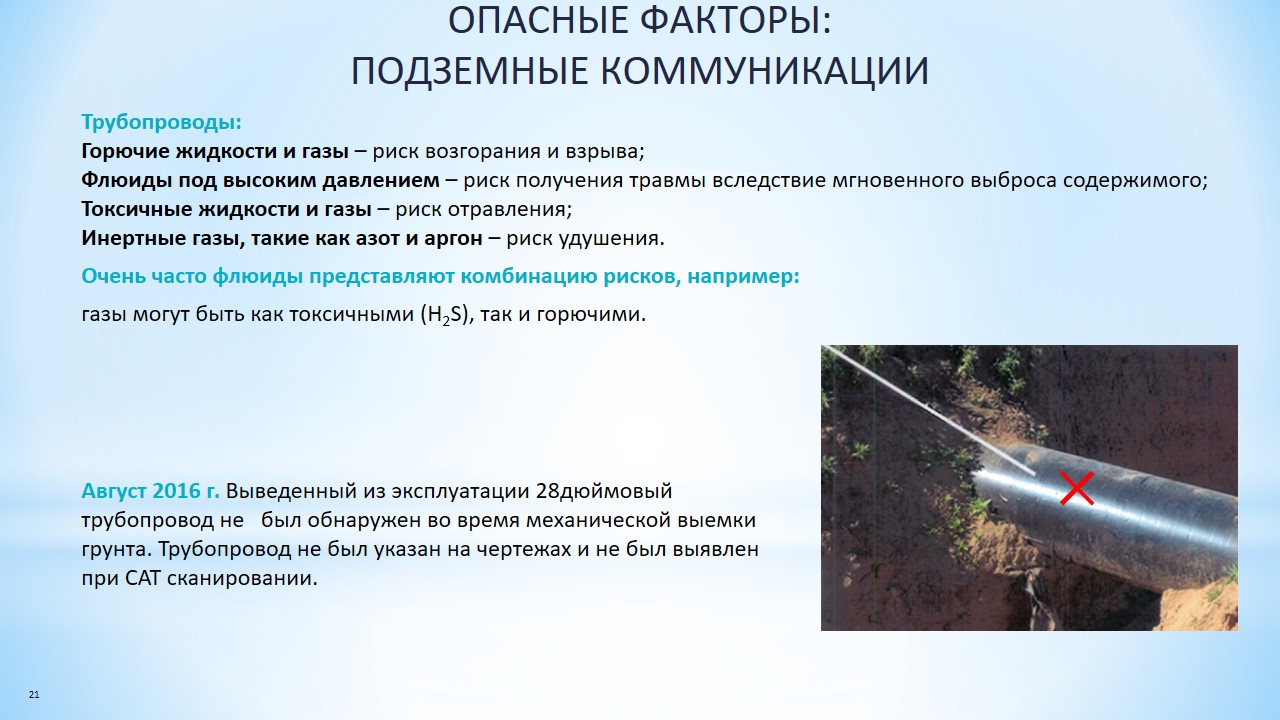 ОПАСНЫЕ ФАКТОРЫ:
ПОДЗЕМНЫЕ КОММУНИКАЦИИ
Трубопроводы:
Горючие жидкости и газы – риск возгорания и взрыва;
Флюиды под высоким давлением – риск получения травмы вследствие мгновенного выброса содержимого;
Токсичные жидкости и газы – риск отравления;
Инертные газы, такие как азот и аргон – риск удушения.
Очень часто флюиды представляют комбинацию рисков, например:
газы могут быть как токсичными (H₂S), так и горючими.
Август 2016 г. Выведенный из эксплуатации 28дюймовый
трубопровод не был обнаружен во время механической выемки
грунта. Трубопровод не был указан на чертежах и не был выявлен
при CAT сканировании.
21